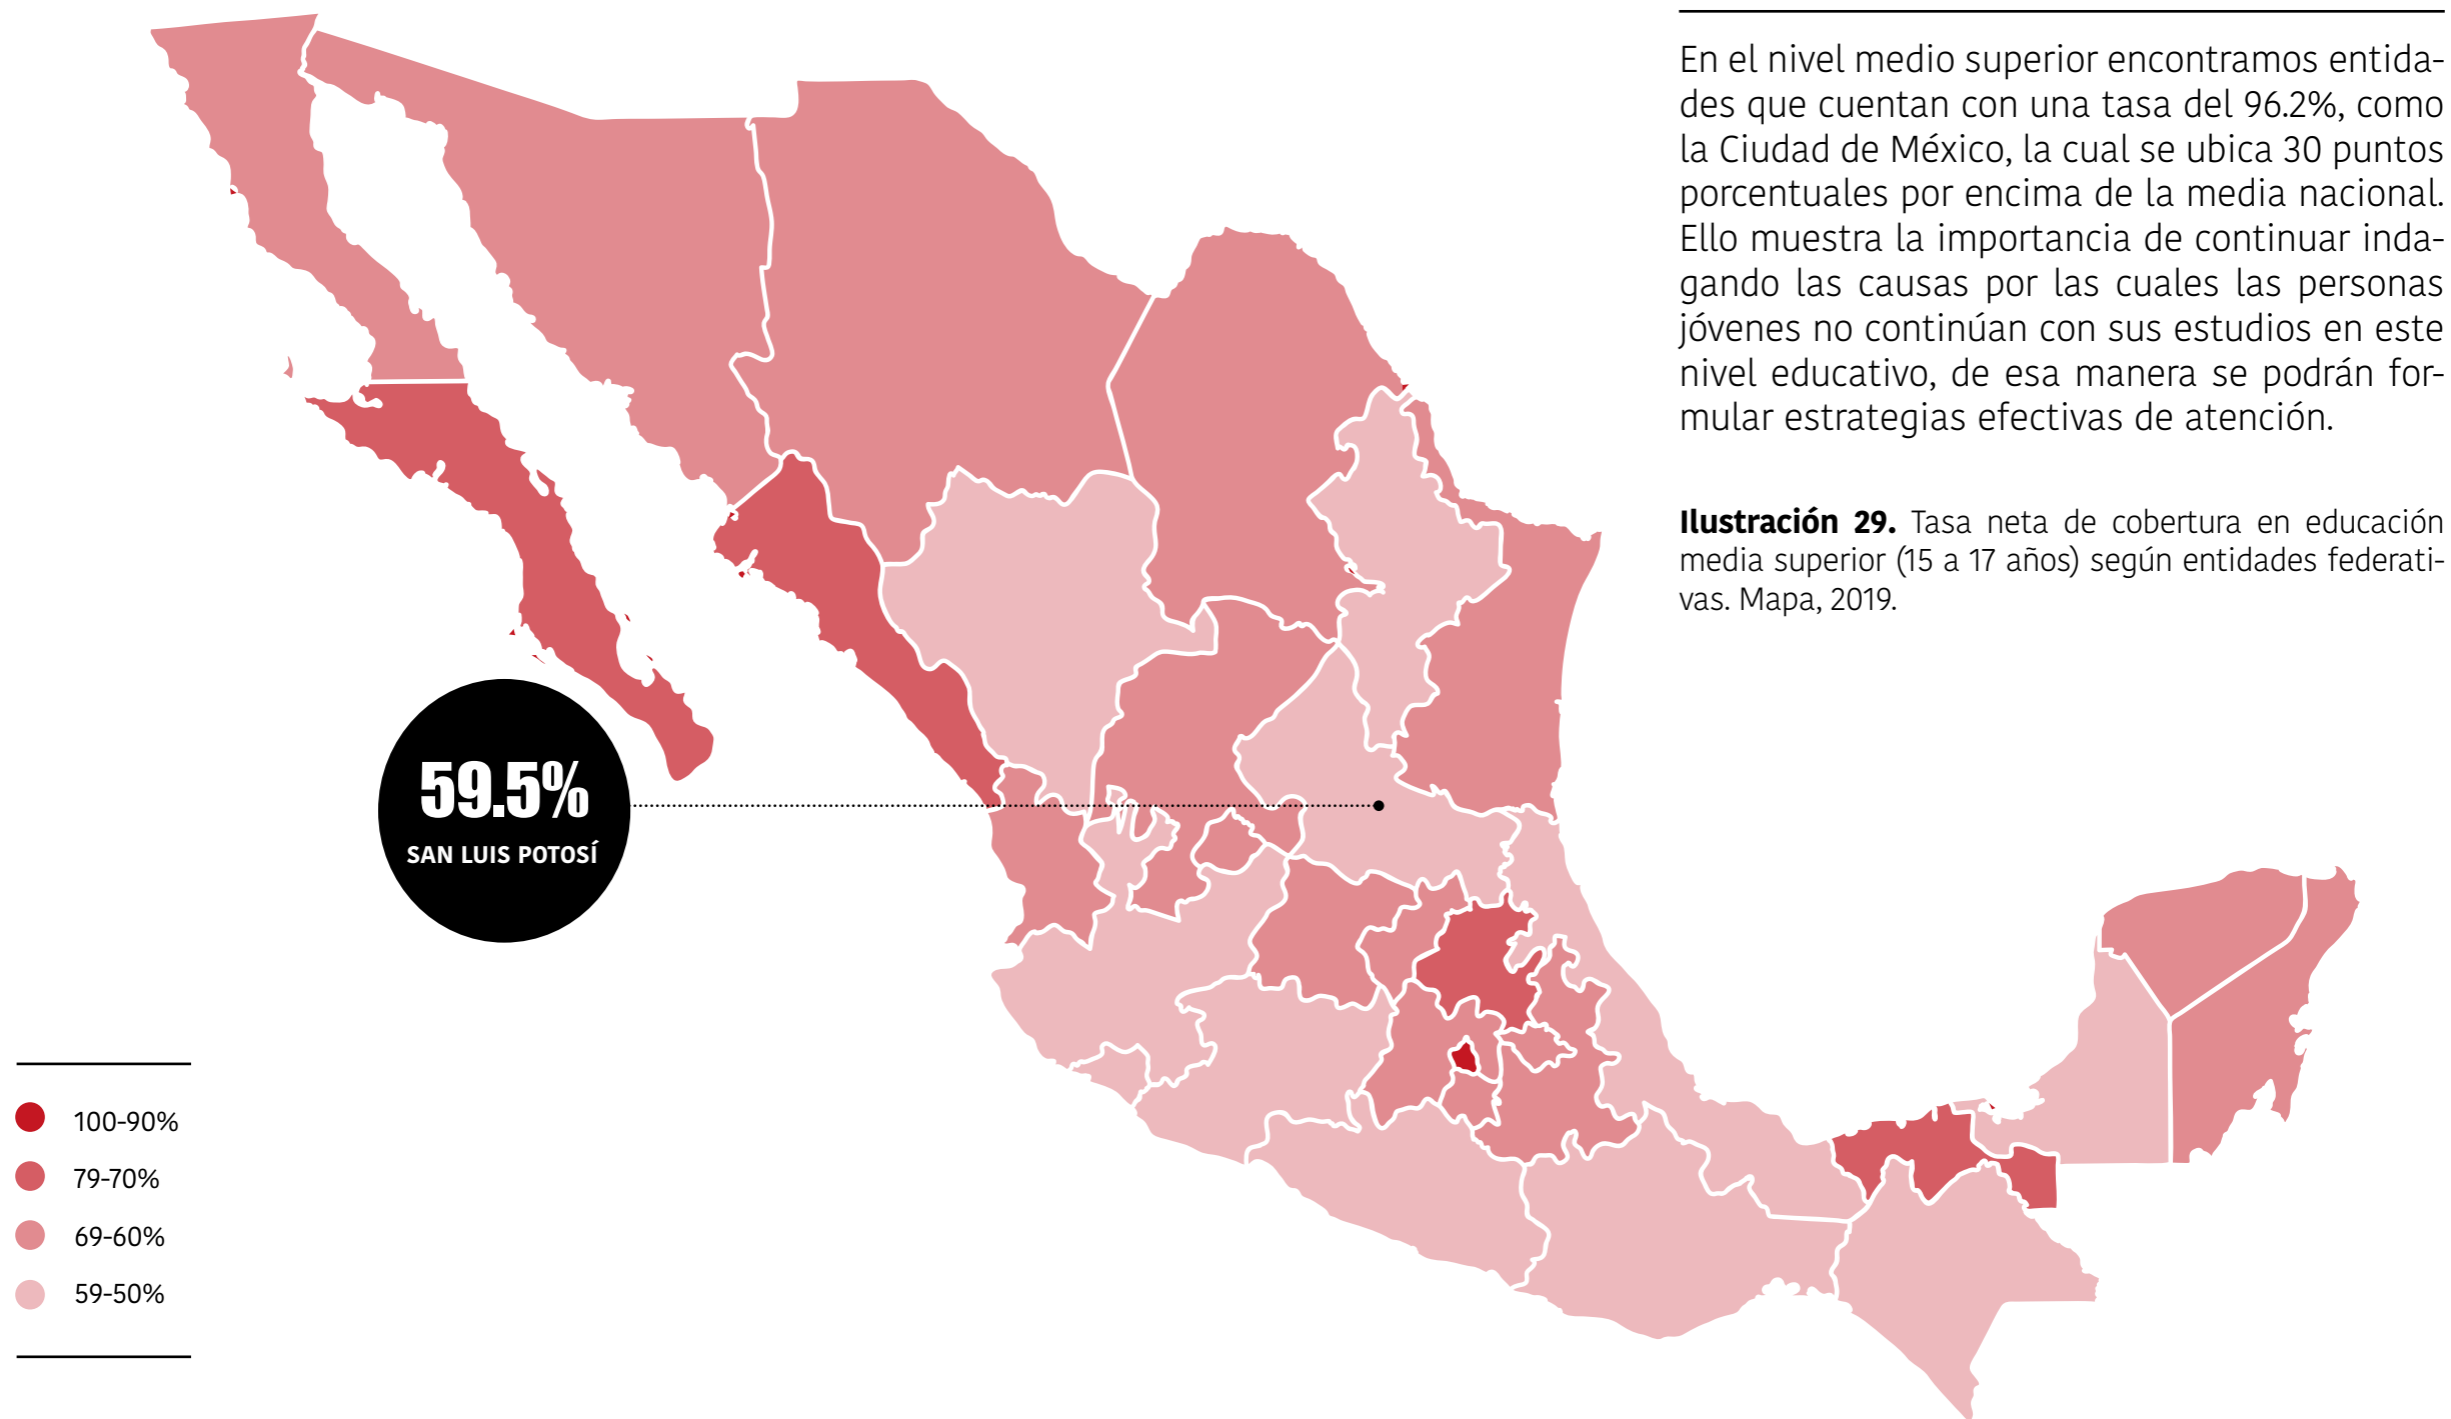 En el nivel medio superior encontramos entida-
des que cuentan con una tasa del 96.2%, como
la Ciudad de México, la cual se ubica 30 puntos
porcentuales por encima de la media nacional.
Ello muestra la importancia de continuar inda-
gando las causas por las cuales las personas
jóvenes no continúan con sus estudios en este
nivel educativo, de esa manera se podrán for-
mular estrategias efectivas de atención.
Ilustración 29. Tasa neta de cobertura en educación
media superior (15 a 17 años) según entidades federati-
vas. Mapa, 2019.
59.5%
SAN LUIS POTOSÍ
100-90%
79-70%
69-60%
59-50%